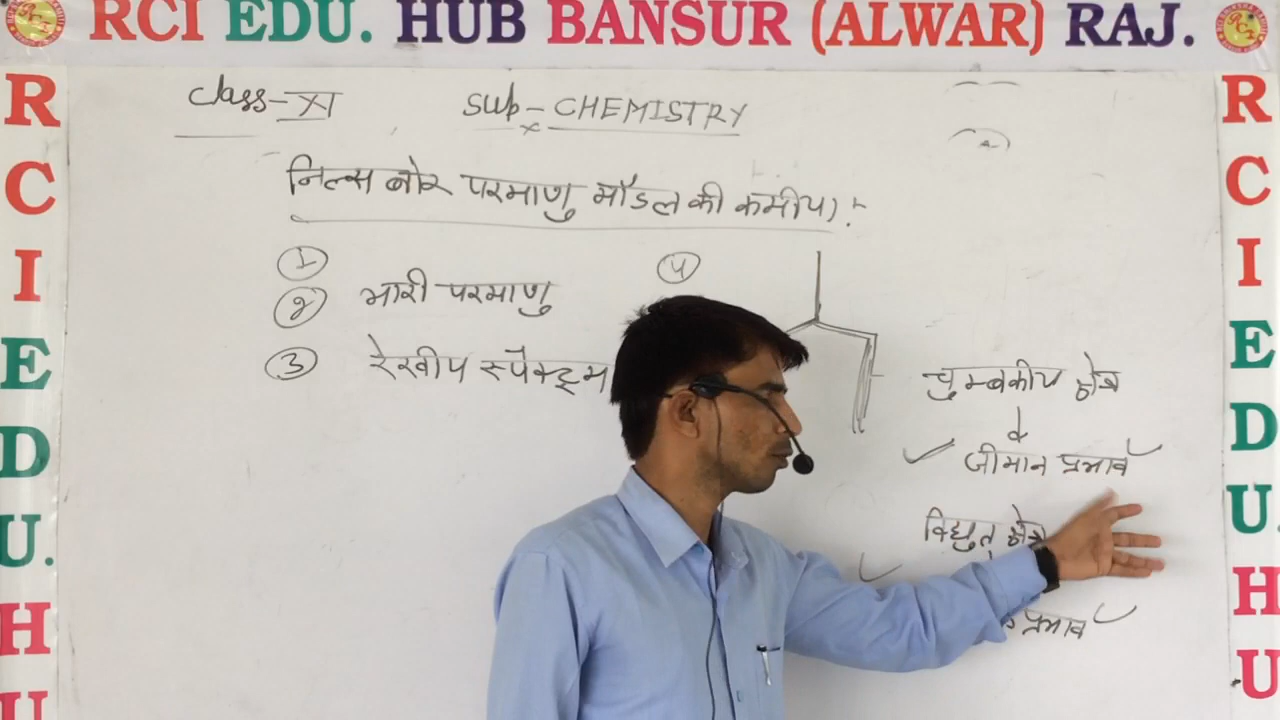 RCI EDU. HUB BANSUR (ALWAR) RAJ.
R
C
I
E
D
U.
H
U
R
C
I
E
D
U.
H
U
Class-XI
Sub-CHEMISTRY
निल्स बोर परमाणु मॉडल की कमीया :-
①
② भारी परमाणु
③ रेखीय स्पेक्ट्रम
④
चुम्बकीय क्षेत्र
↓
✓ जीमान प्रभाव
विद्युत क्षेत्र
✓
प्रभाव